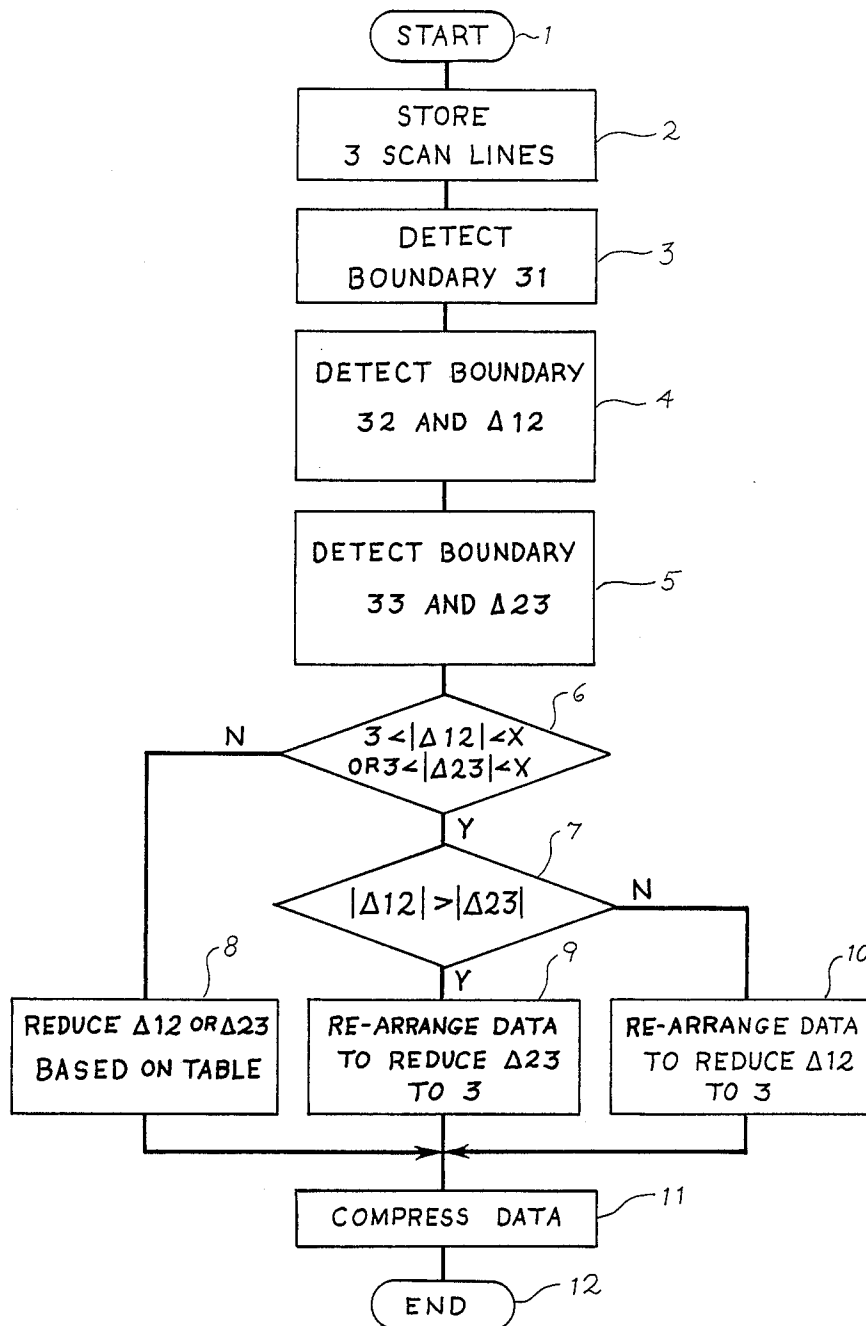 START
1
STORE
3 SCAN LINES
2
DETECT
BOUNDARY 31
3
DETECT BOUNDARY
32 AND Δ12
4
DETECT BOUNDARY
33 AND Δ23
5
6
3<|Δ12|<X
OR 3<|Δ23|<X
N
Y
7
|Δ12|>|Δ23|
N
Y
8
REDUCE Δ12 OR Δ23
BASED ON TABLE
9
RE-ARRANGE DATA
TO REDUCE Δ23
TO 3
10
RE-ARRANGE DATA
TO REDUCE Δ12
TO 3
COMPRESS DATA
11
END
12